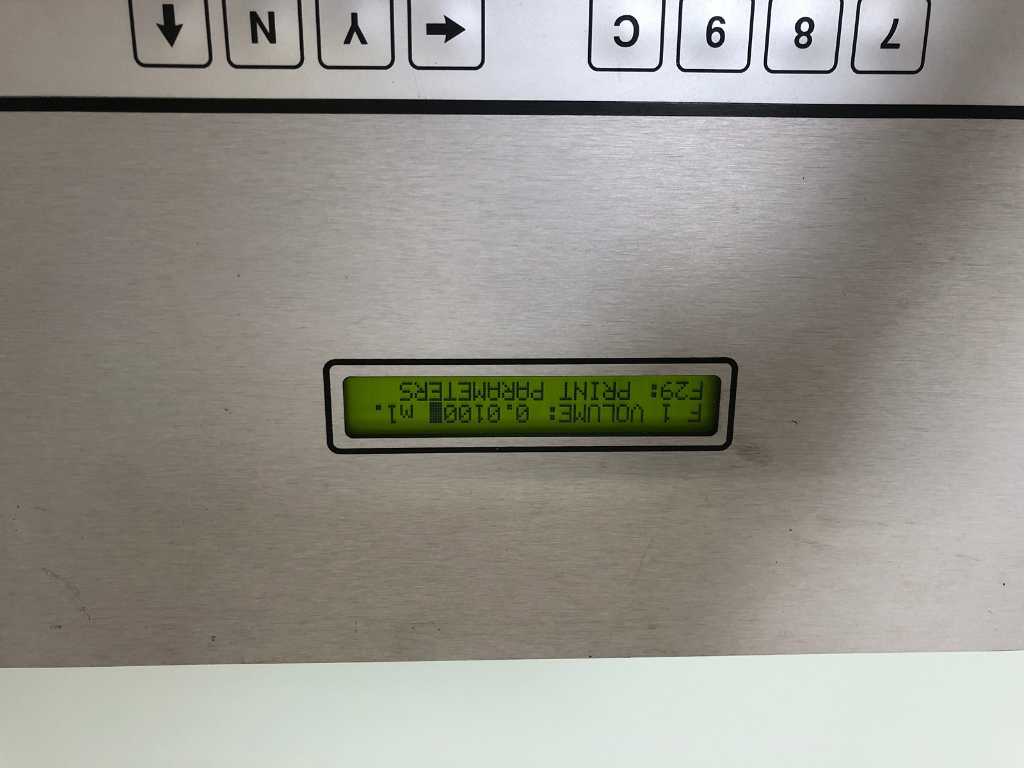 F 1 VOLUME: 0.0100 ml.
F29: PRINT PARAMETERS
7 8 9 C ← Y N ↑